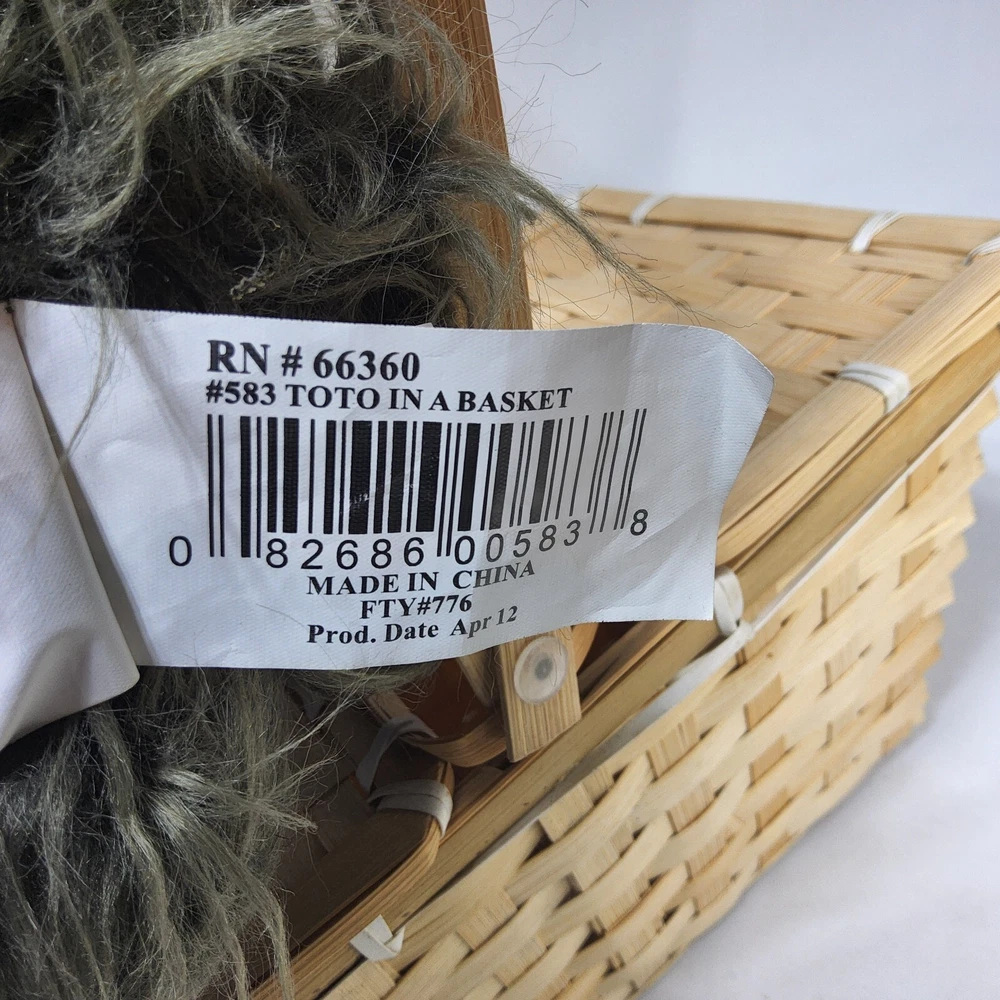 RN # 66360
#583 TOTO IN A BASKET
0 82686 00583 8
MADE IN CHINA
FTY#776
Prod. Date Apr 12